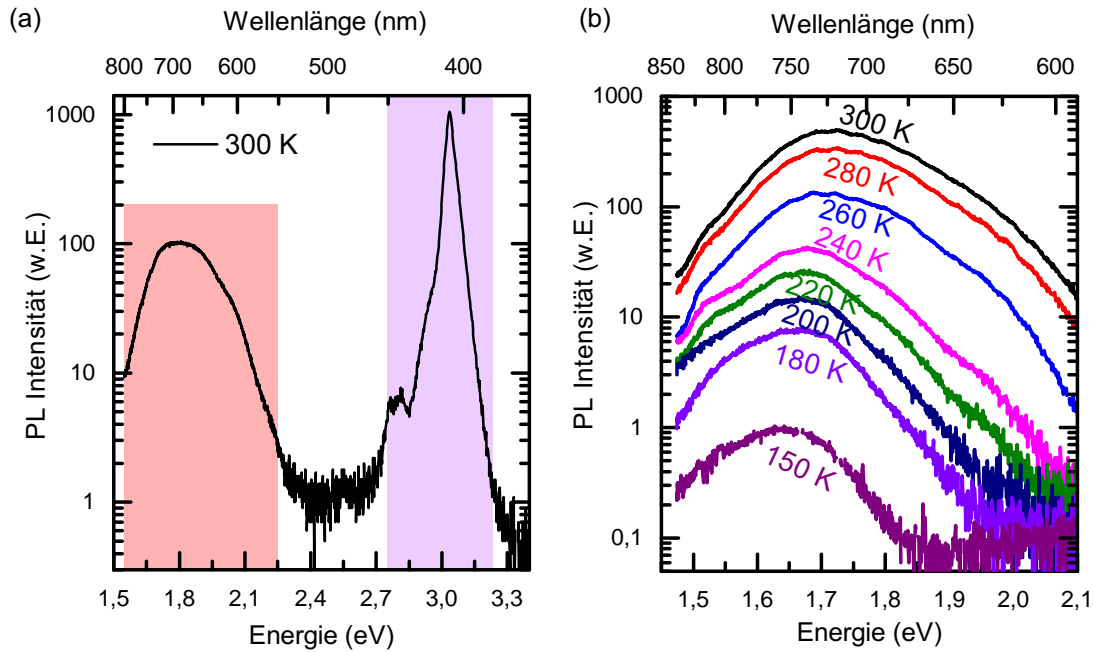 (a)
Wellenlänge (nm)
800 700 600 500 400
1000
100
10
1
PL Intensität (w.E.)
300 K
1,5 1,8 2,1 2,4 2,7 3,0 3,3
Energie (eV)
(b)
Wellenlänge (nm)
850 800 750 700 650 600
1000
100
10
1
0,1
PL Intensität (w.E.)
300 K
280 K
260 K
240 K
220 K
200 K
180 K
150 K
1,5 1,6 1,7 1,8 1,9 2,0 2,1
Energie (eV)